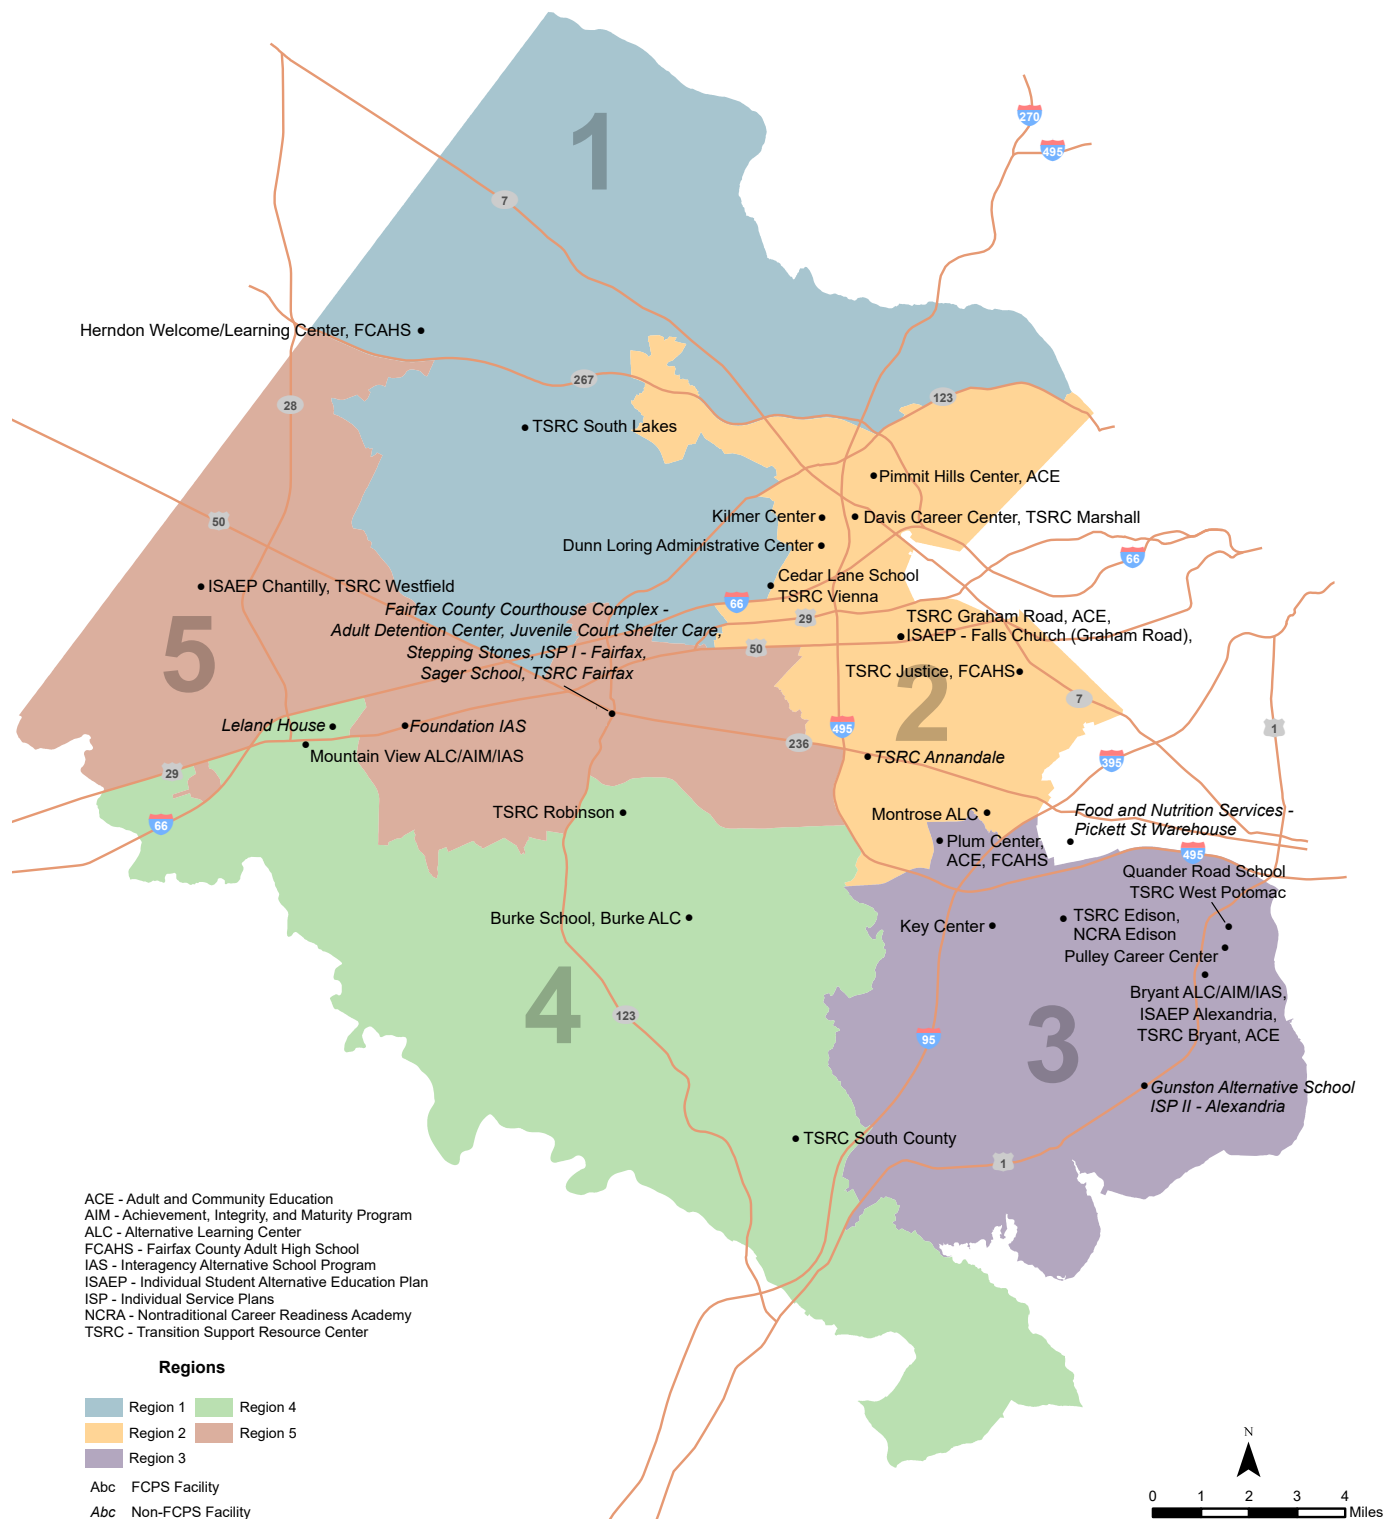 270
495
1
7
Herndon Welcome/Learning Center, FCAHS
267
28
123
TSRC South Lakes
Pimmit Hills Center, ACE
50
Kilmer Center
Davis Career Center, TSRC Marshall
Dunn Loring Administrative Center
66
ISAEP Chantilly, TSRC Westfield
Cedar Lane School
TSRC Vienna
66
Fairfax County Courthouse Complex -
Adult Detention Center, Juvenile Court Shelter Care,
Stepping Stones, ISP I - Fairfax,
Sager School, TSRC Fairfax
29
TSRC Graham Road, ACE,
ISAEP - Falls Church (Graham Road),
50
5
TSRC Justice, FCAHS
2
7
Leland House
Foundation IAS
495
1
236
Mountain View ALC/AIM/IAS
TSRC Annandale
395
29
66
TSRC Robinson
Montrose ALC
Food and Nutrition Services -
Pickett St Warehouse
Plum Center,
ACE, FCAHS
495
Quander Road School
TSRC West Potomac
Burke School, Burke ALC
Key Center
TSRC Edison,
NCRA Edison
Pulley Career Center
4
123
Bryant ALC/AIM/IAS,
ISAEP Alexandria,
TSRC Bryant, ACE
95
3
Gunston Alternative School
ISP II - Alexandria
TSRC South County
1
ACE - Adult and Community Education
AIM - Achievement, Integrity, and Maturity Program
ALC - Alternative Learning Center
FCAHS - Fairfax County Adult High School
IAS - Interagency Alternative School Program
ISAEP - Individual Student Alternative Education Plan
ISP - Individual Service Plans
NCRA - Nontraditional Career Readiness Academy
TSRC - Transition Support Resource Center
Regions
Region 1 Region 4
Region 2 Region 5
Region 3
Abc FCPS Facility
Abc Non-FCPS Facility
N
0 1 2 3 4
Miles